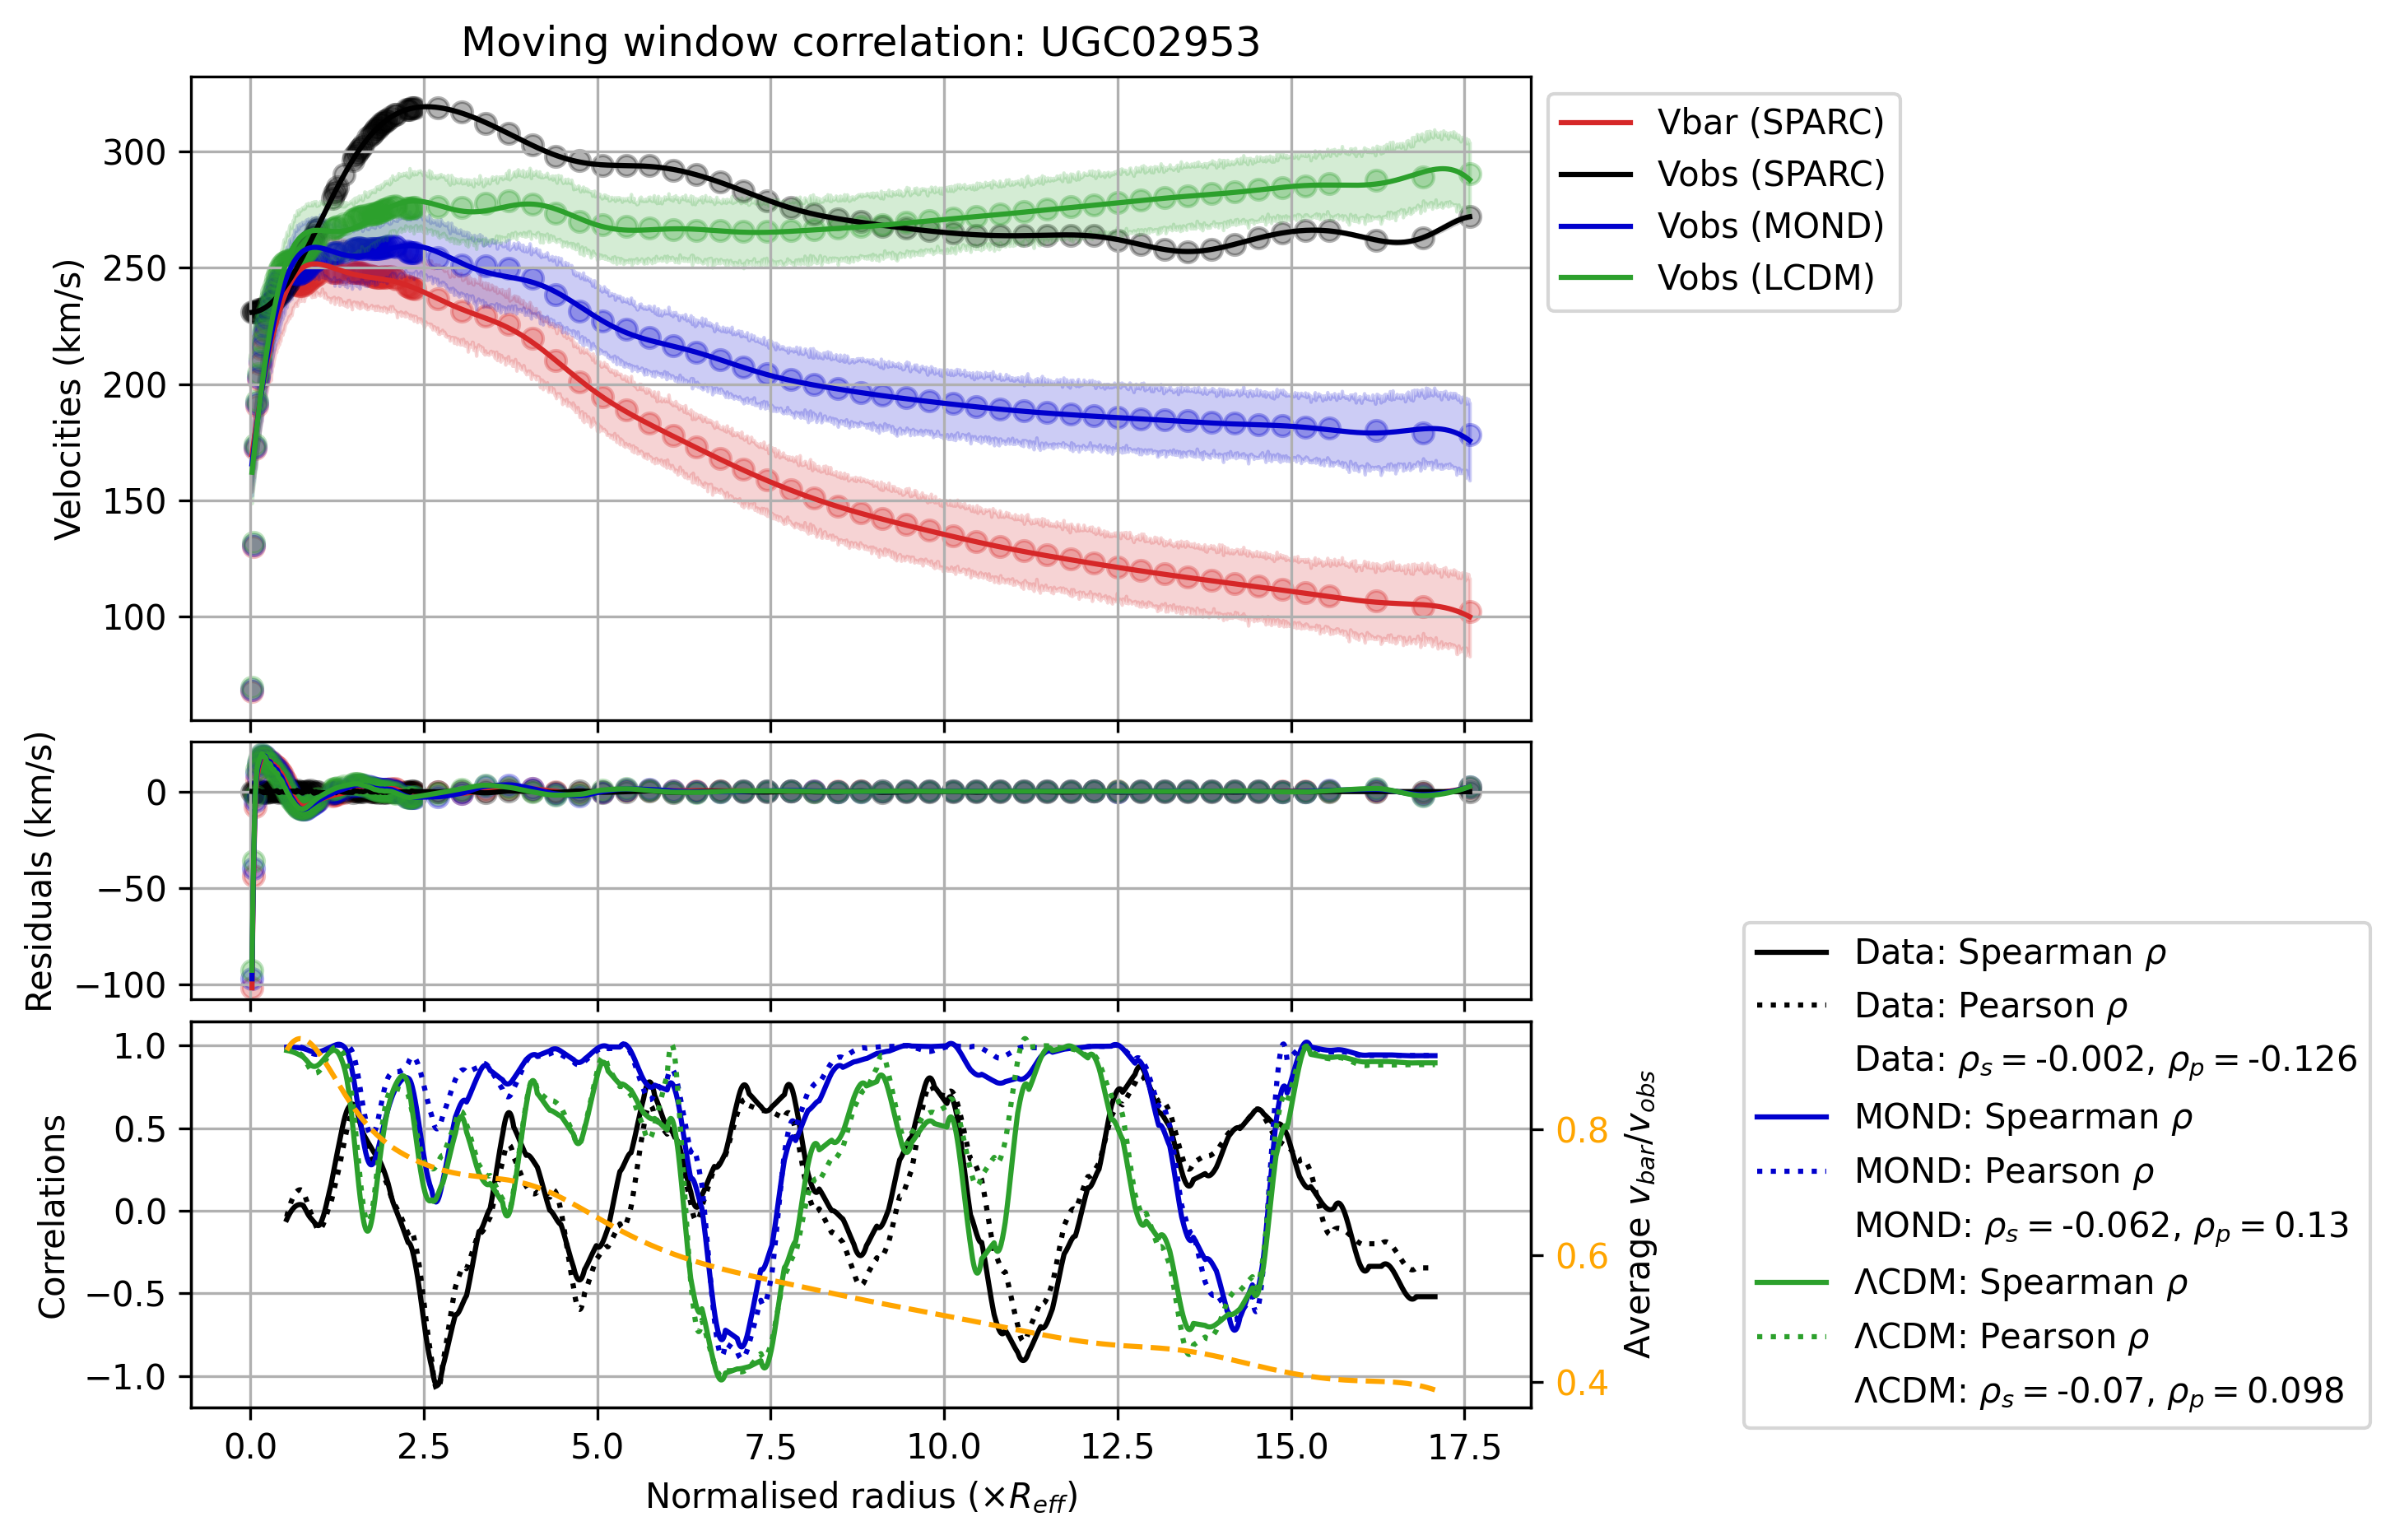 Moving window correlation: UGC02953
Velocities (km/s)
300
250
200
150
100
Vbar (SPARC)
Vobs (SPARC)
Vobs (MOND)
Vobs (LCDM)
Residuals (km/s)
0
−50
−100
Correlations
1.0
0.5
0.0
−0.5
−1.0
0.8
0.6
0.4
Average v_bar/v_obs
0.0 2.5 5.0 7.5 10.0 12.5 15.0 17.5
Normalised radius (×R_eff)
Data: Spearman ρ
Data: Pearson ρ
Data: ρ_s = -0.002, ρ_p = -0.126
MOND: Spearman ρ
MOND: Pearson ρ
MOND: ρ_s = -0.062, ρ_p = 0.13
ΛCDM: Spearman ρ
ΛCDM: Pearson ρ
ΛCDM: ρ_s = -0.07, ρ_p = 0.098